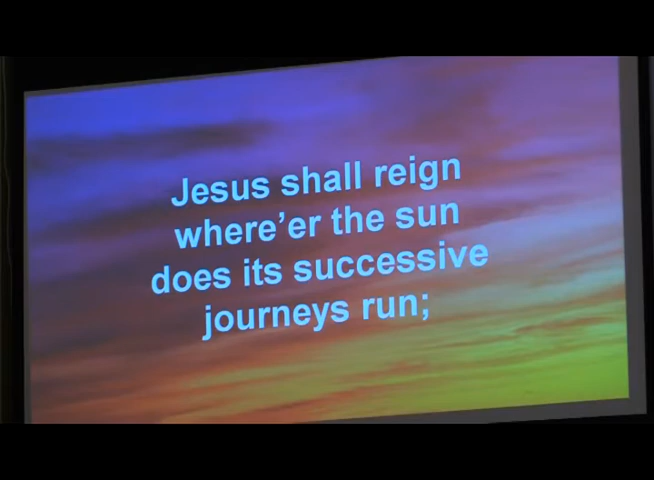 Jesus shall reign
where’er the sun
does its successive
journeys run;